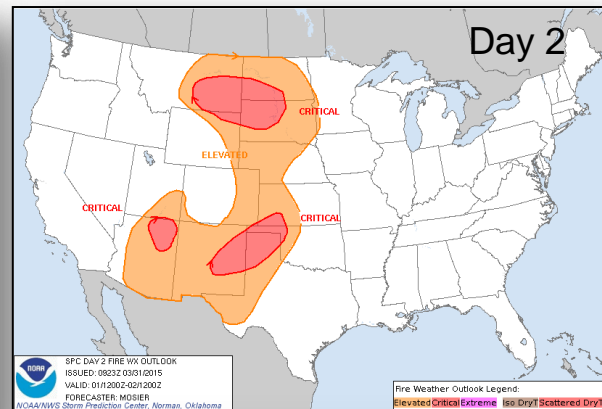 Day 2
CRITICAL
ELEVATED
CRITICAL
CRITICAL
NOAA
SPC DAY 2 FIRE WX OUTLOOK
ISSUED: 0923Z 03/31/2015
VALID: 01/1200Z-02/1200Z
FORECASTER: MOSIER
NOAA/NWS Storm Prediction Center, Norman, Oklahoma
Fire Weather Outlook Legend:
Elevated Critical Extreme Iso DryT Scattered DryT